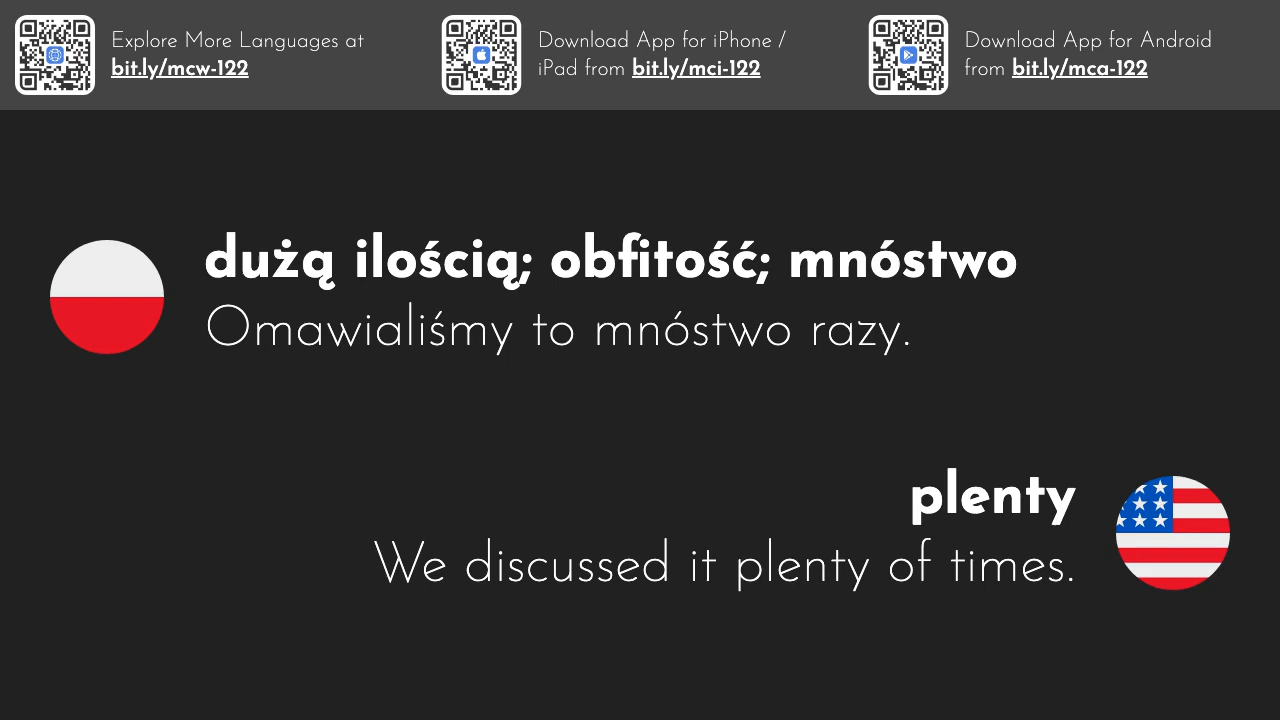 Explore More Languages at
bit.ly/mcw-122
Download App for iPhone /
iPad from bit.ly/mci-122
Download App for Android
from bit.ly/mca-122
dużą ilością; obfitość; mnóstwo
Omawialiśmy to mnóstwo razy.
plenty
We discussed it plenty of times.